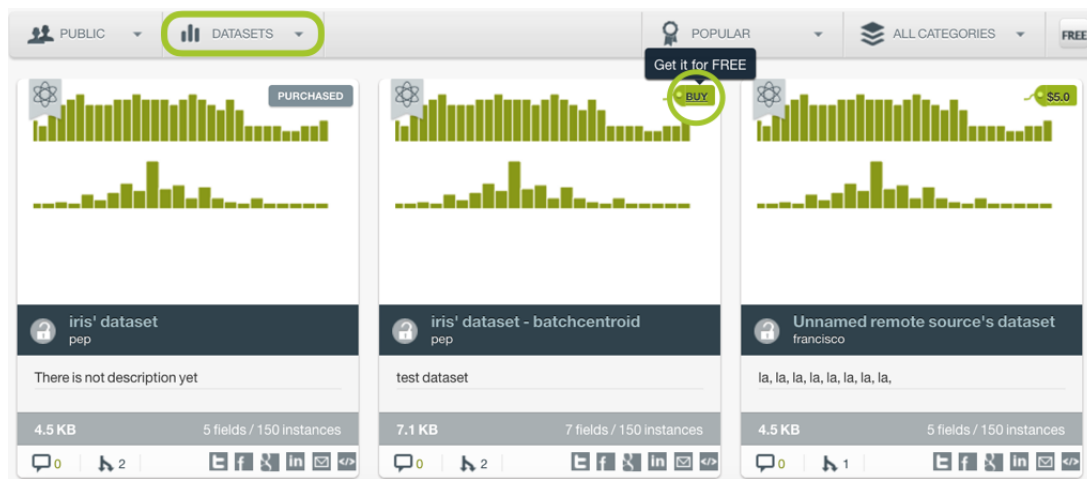 PUBLIC DATASETS POPULAR ALL CATEGORIES FREE
Get it for FREE
PURCHASED
BUY
$5.0
iris' dataset
pep
iris' dataset - batchcentroid
pep
Unnamed remote source's dataset
francisco
There is not description yet
test dataset
la, la, la, la, la, la, la, la,
4.5 KB 5 fields / 150 instances
7.1 KB 7 fields / 150 instances
4.5 KB 5 fields / 150 instances
0 2
0 2
0 1